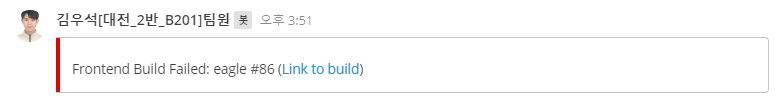 김우석[대전_2반_B201]팀원 봇 오후 3:51
Frontend Build Failed: eagle #86 (Link to build)